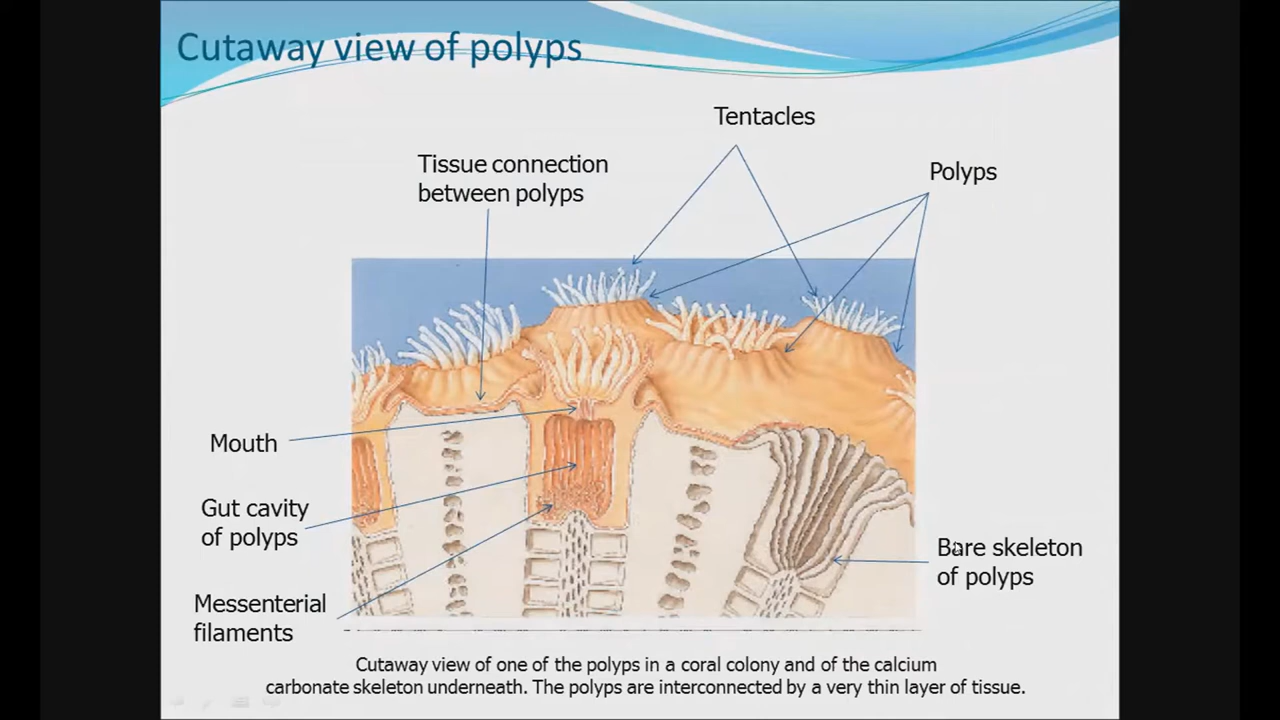 Cutaway view of polyps
Tentacles
Tissue connection
between polyps
Polyps
Mouth
Gut cavity
of polyps
Bare skeleton
of polyps
Messenterial
filaments
Cutaway view of one of the polyps in a coral colony and of the calcium
carbonate skeleton underneath. The polyps are interconnected by a very thin layer of tissue.